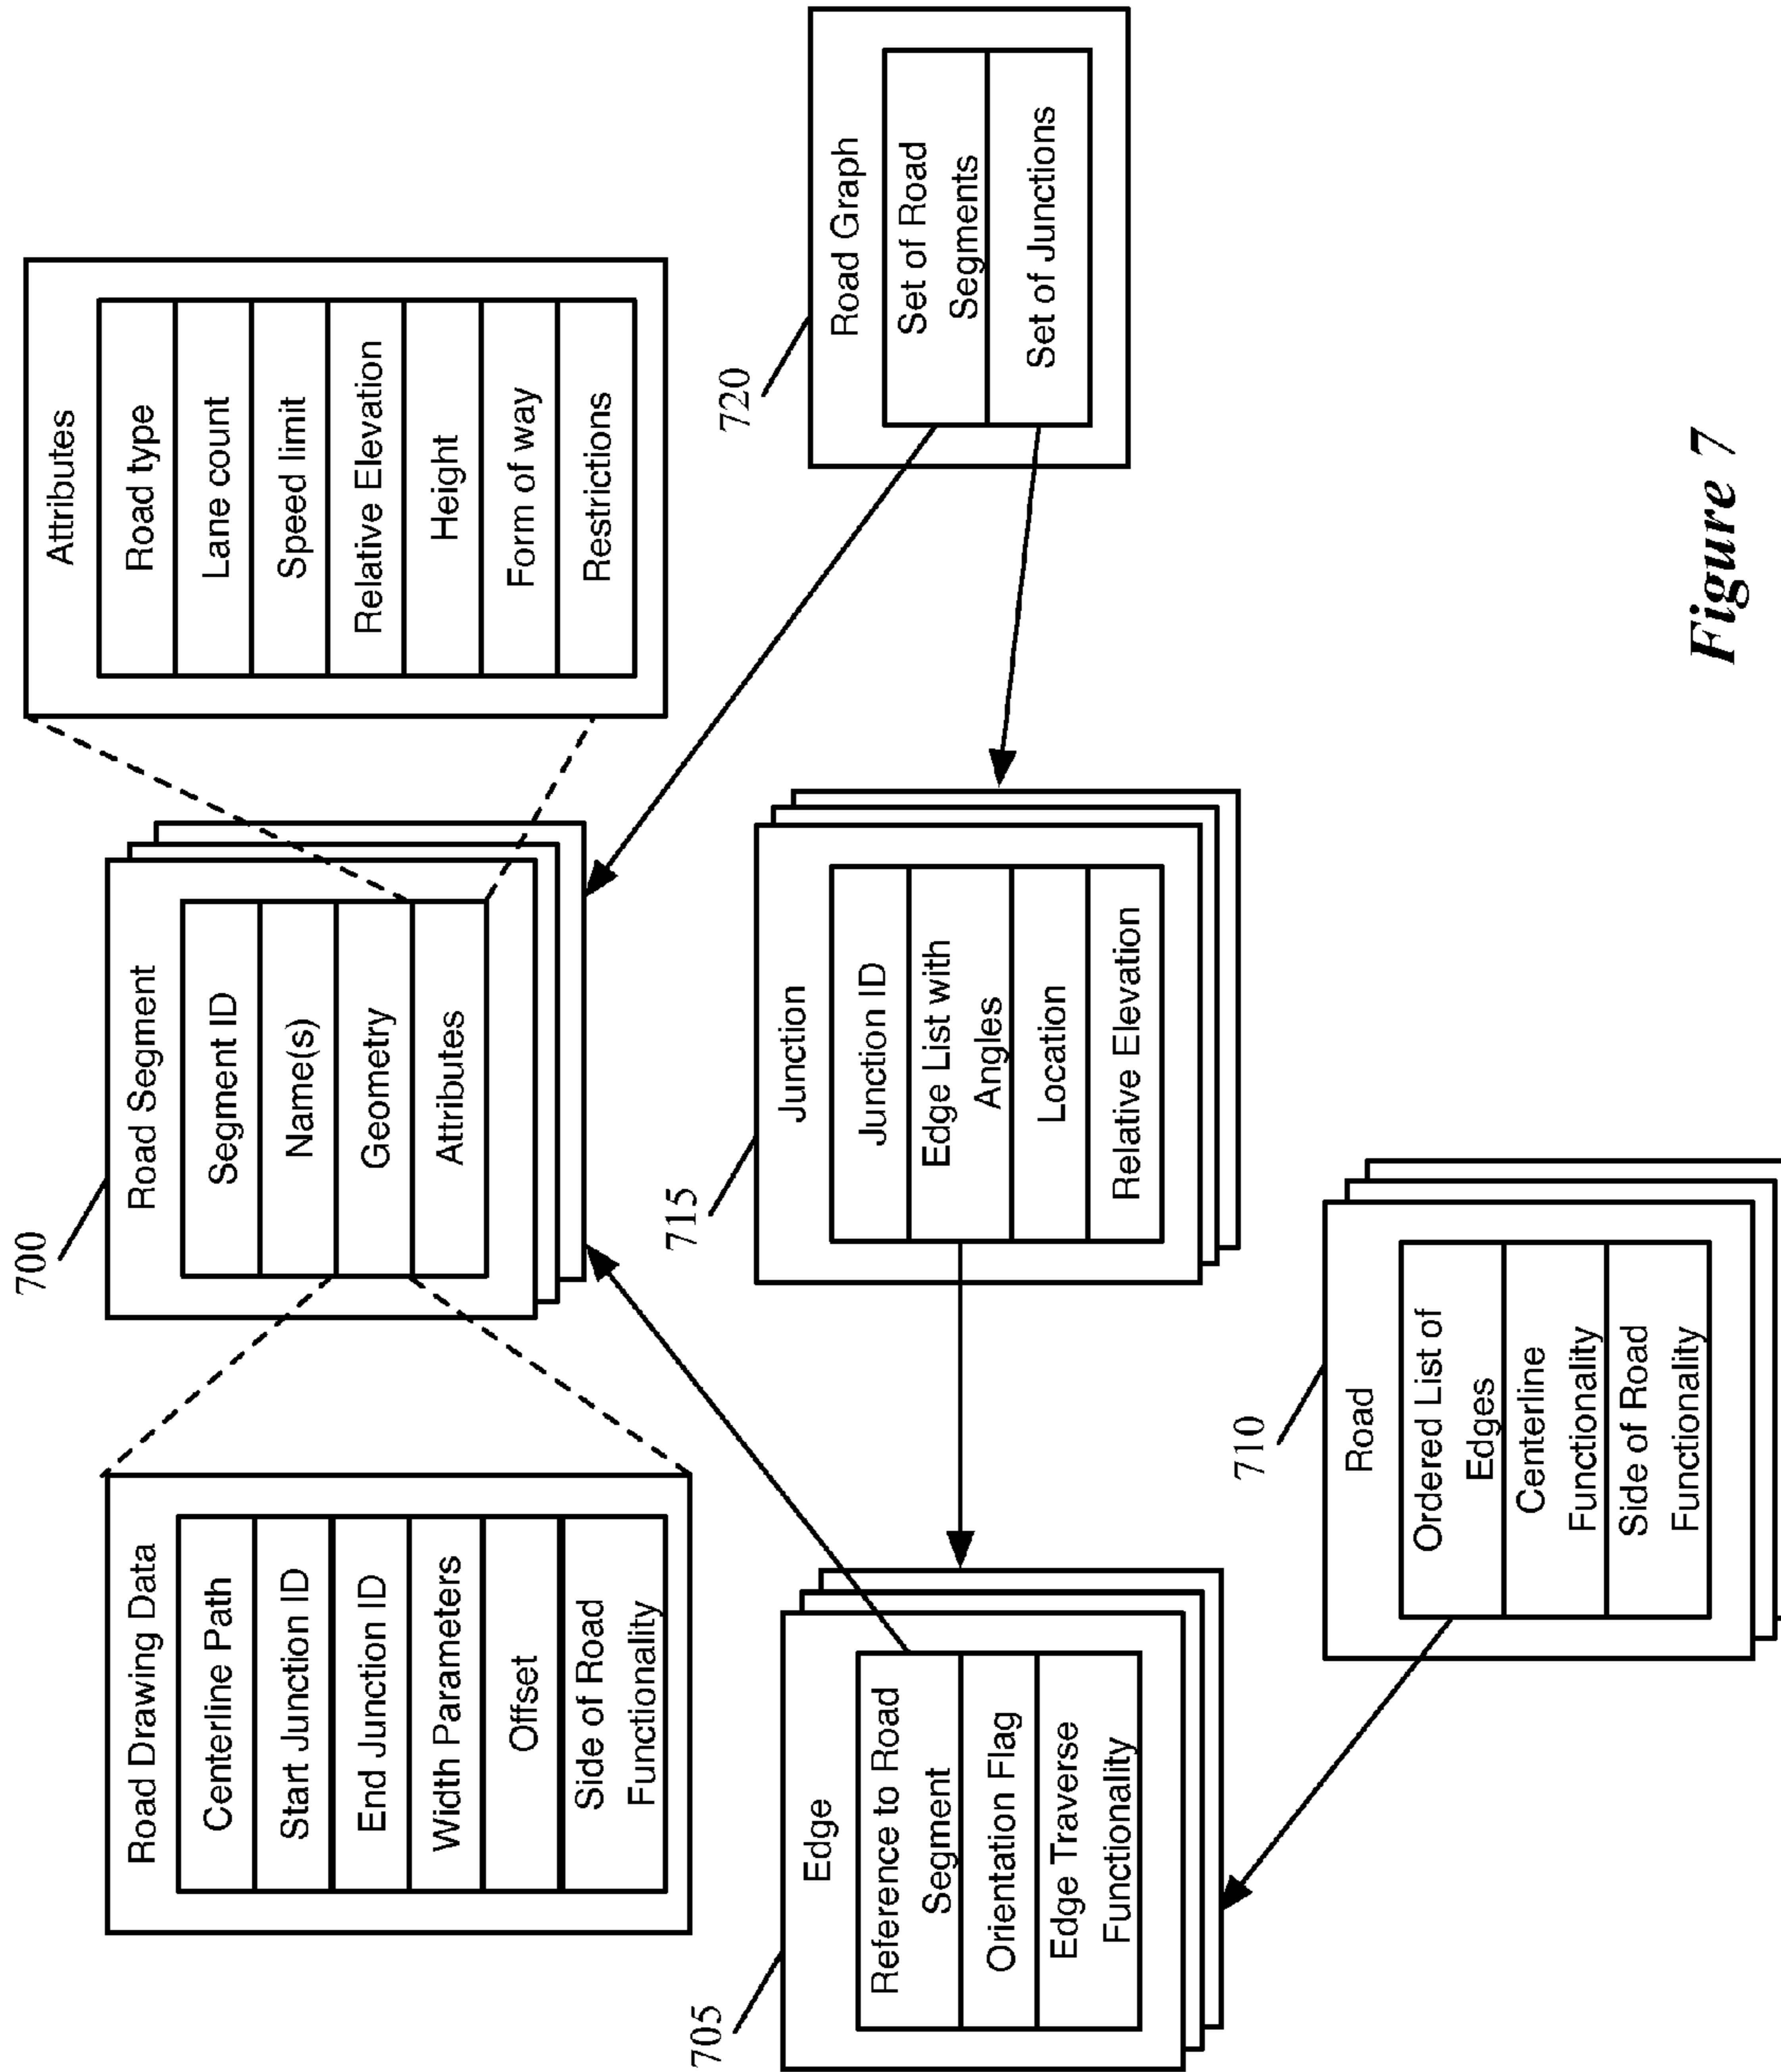 Road Drawing Data
Centerline Path
Start Junction ID
End Junction ID
Width Parameters
Offset
Side of Road
Functionality
700
Road Segment
Segment ID
Name(s)
Geometry
Attributes
Attributes
Road type
Lane count
Speed limit
Relative Elevation
Height
Form of way
Restrictions
705
Edge
Reference to Road
Segment
Orientation Flag
Edge Traverse
Functionality
715
Junction
Junction ID
Edge List with
Angles
Location
Relative Elevation
720
Road Graph
Set of Road
Segments
Set of Junctions
710
Road
Ordered List of
Edges
Centerline
Functionality
Side of Road
Functionality
Figure 7